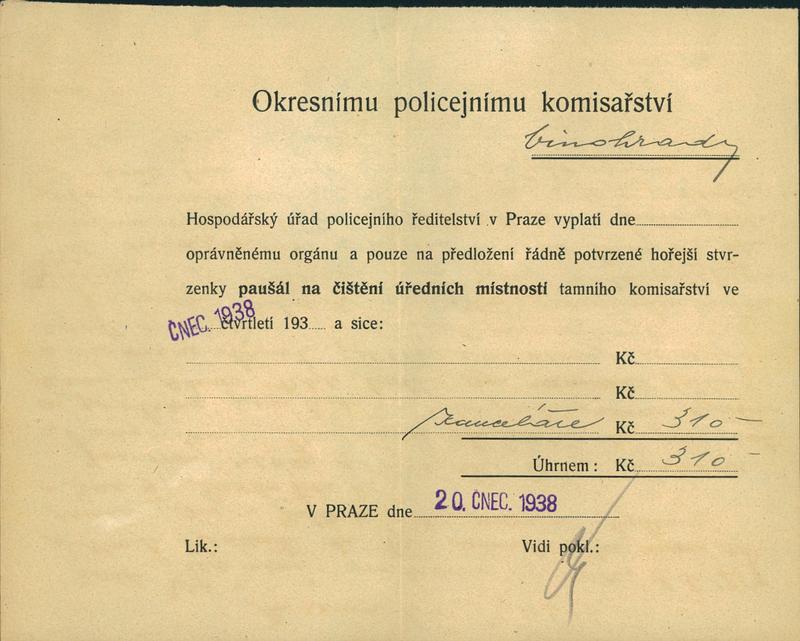 Okresnímu policejnímu komisařství
Vinohrady
Hospodářský úřad policejního ředitelství v Praze vyplatí dne
oprávněnému orgánu a pouze na předložení řádně potvrzené hořejší stvr-
zenky paušál na čištění úředních místností tamního komisařství ve
ČNEC. 1938 čtvrtletí 193 a sice:
Kč
Kč
Kanceláře Kč 310 –
Úhrnem: Kč 310 –
V PRAZE dne 20. ČNEC. 1938
Lik.: Vidi pokl.: